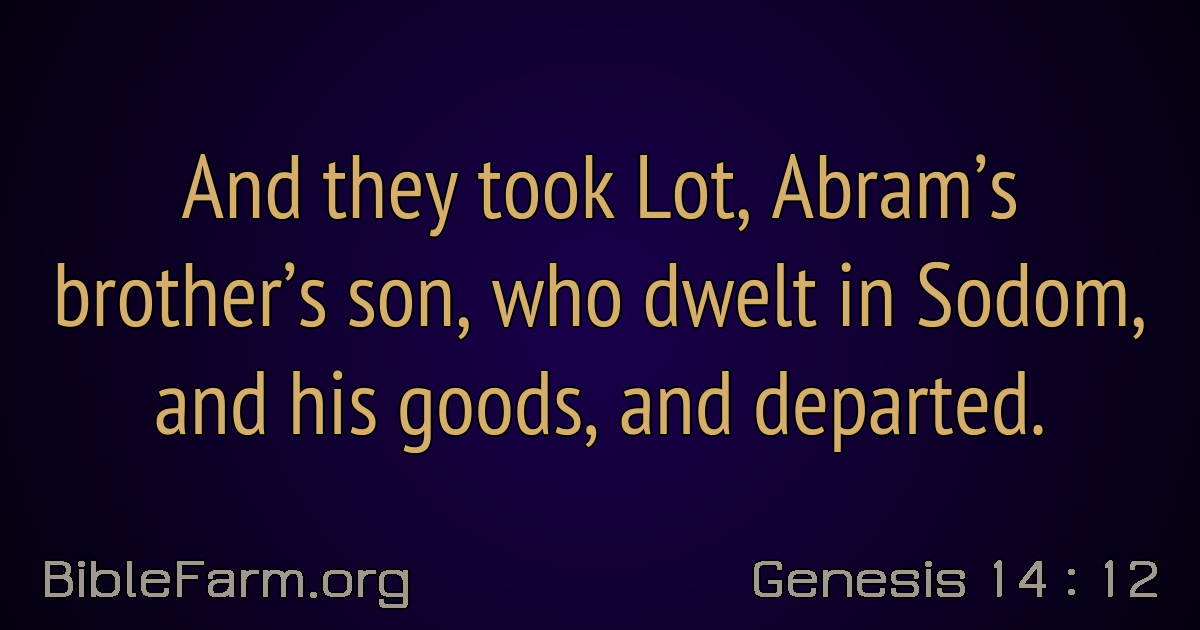 And they took Lot, Abram’s
brother’s son, who dwelt in Sodom,
and his goods, and departed.
BibleFarm.org
Genesis 14 : 12